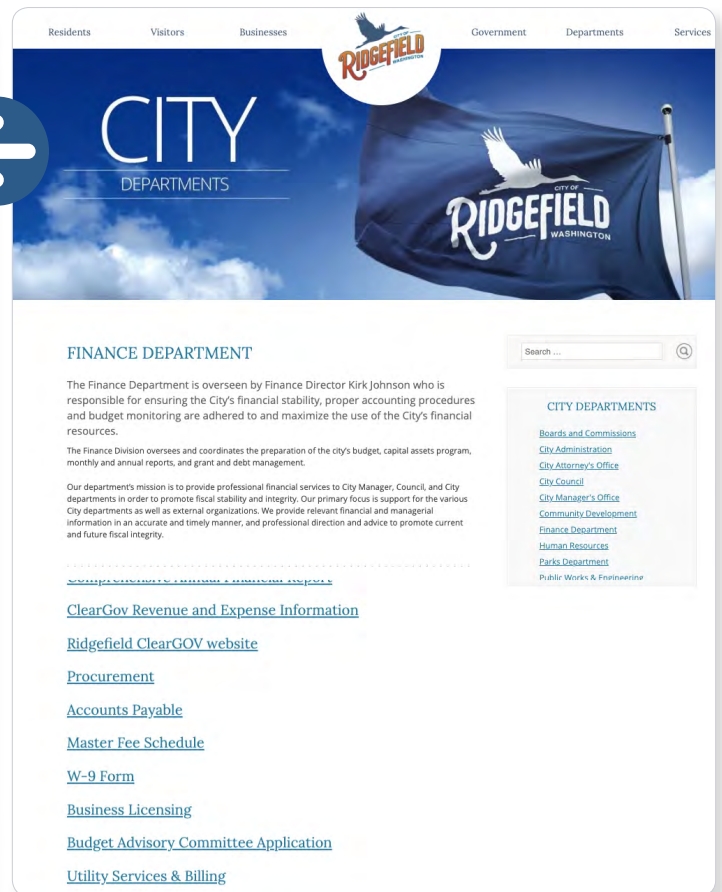 Residents Visitors Businesses Government Departments Services
CITY OF
RIDGEFIELD
WASHINGTON
CITY
DEPARTMENTS
CITY OF
RIDGEFIELD
WASHINGTON
FINANCE DEPARTMENT
The Finance Department is overseen by Finance Director Kirk Johnson who is
responsible for ensuring the City's financial stability, proper accounting procedures
and budget monitoring are adhered to and maximize the use of the City's financial
resources.
The Finance Division oversees and coordinates the preparation of the city's budget, capital assets program,
monthly and annual reports, and grant and debt management.
Our department's mission is to provide professional financial services to City Manager, Council, and City
departments in order to promote fiscal stability and integrity. Our primary focus is support for the various
City departments as well as external organizations. We provide relevant financial and managerial
information in an accurate and timely manner, and professional direction and advice to promote current
and future fiscal integrity.
Comprehensive Annual Financial Report
ClearGov Revenue and Expense Information
Ridgefield ClearGOV website
Procurement
Accounts Payable
Master Fee Schedule
W-9 Form
Business Licensing
Budget Advisory Committee Application
Utility Services & Billing
Search ...
CITY DEPARTMENTS
Boards and Commissions
City Administration
City Attorney's Office
City Council
City Manager's Office
Community Development
Finance Department
Human Resources
Parks Department
Public Works & Engineering